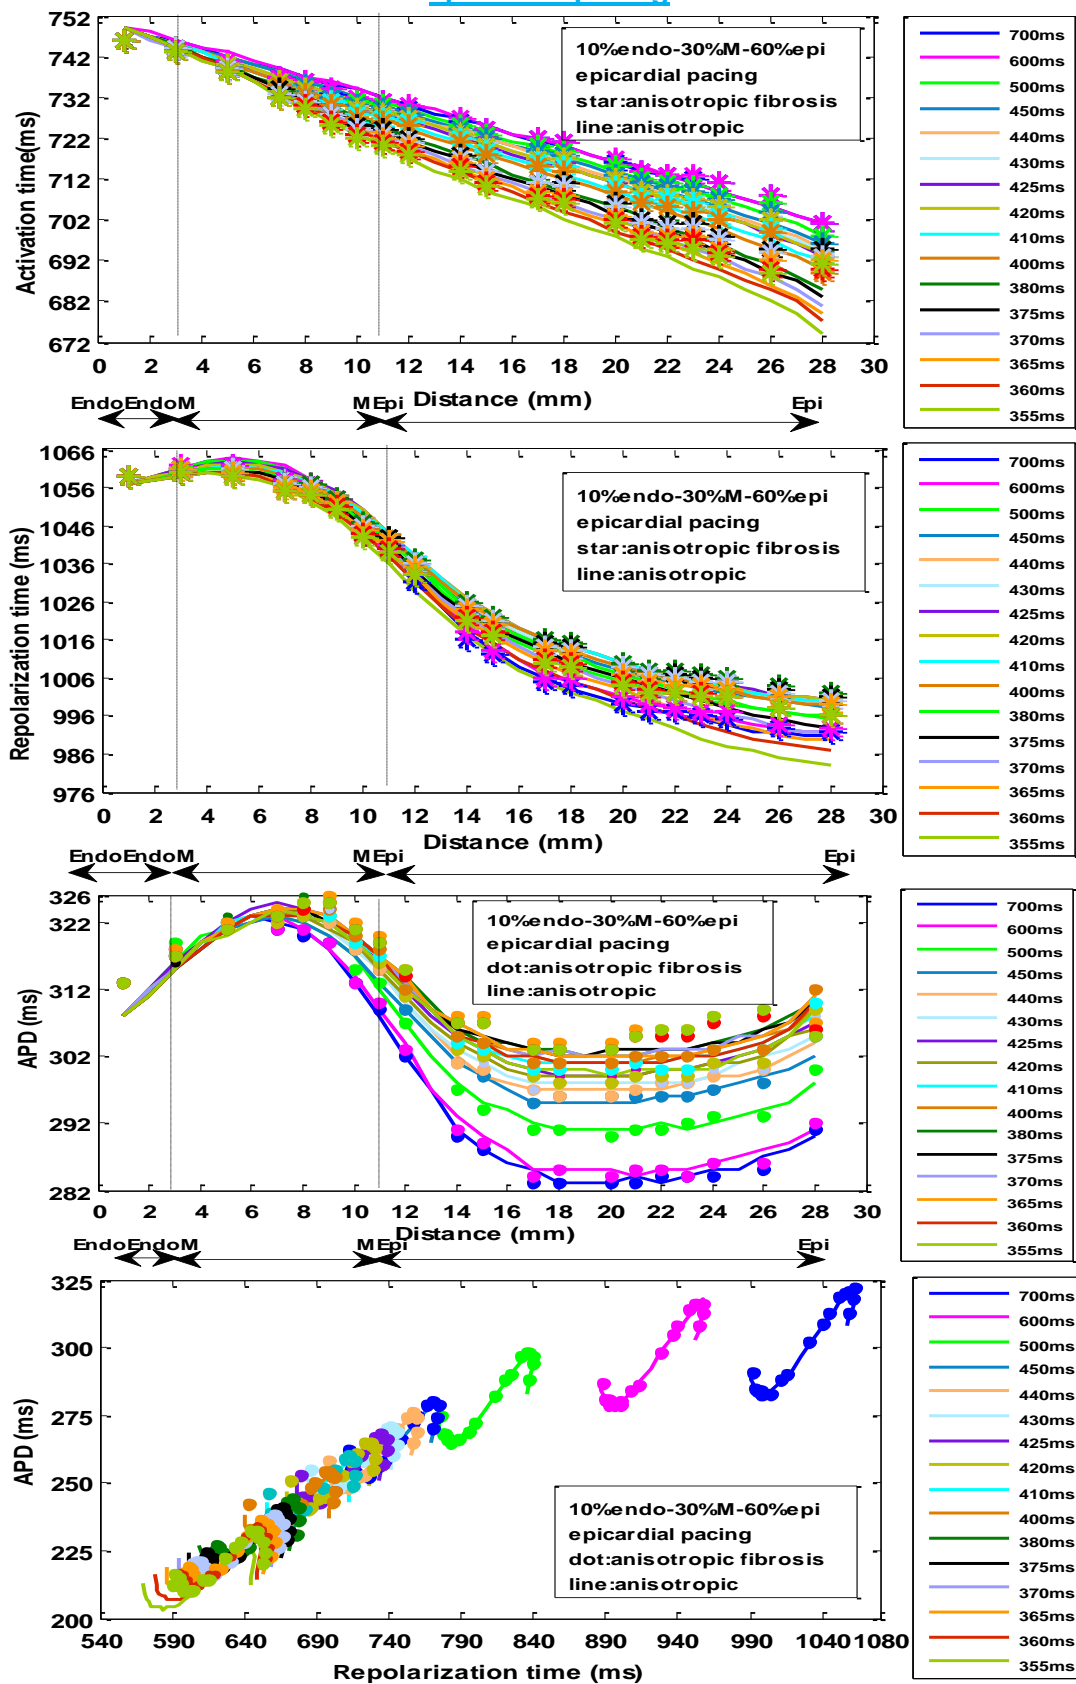 752
742
732
722
712
702
692
682
672
Activation time(ms)
10%endo-30%M-60%epi
epicardial pacing
star:anisotropic fibrosis
line:anisotropic
0 2 4 6 8 10 12 14 16 18 20 22 24 26 28 30
Distance (mm)
EndoEndoM MEpi Epi
700ms
600ms
500ms
450ms
440ms
430ms
425ms
420ms
410ms
400ms
380ms
375ms
370ms
365ms
360ms
355ms
1066
1056
1046
1036
1026
1016
1006
996
986
976
Repolarization time (ms)
10%endo-30%M-60%epi
epicardial pacing
star:anisotropic fibrosis
line:anisotropic
0 2 4 6 8 10 12 14 16 18 20 22 24 26 28 30
Distance (mm)
EndoEndoM MEpi Epi
700ms
600ms
500ms
450ms
440ms
430ms
425ms
420ms
410ms
400ms
380ms
375ms
370ms
365ms
360ms
355ms
326
322
312
302
292
282
APD (ms)
10%endo-30%M-60%epi
epicardial pacing
dot:anisotropic fibrosis
line:anisotropic
0 2 4 6 8 10 12 14 16 18 20 22 24 26 28 30
Distance (mm)
EndoEndoM MEpi Epi
700ms
600ms
500ms
450ms
440ms
430ms
425ms
420ms
410ms
400ms
380ms
375ms
370ms
365ms
360ms
355ms
325
300
275
250
225
200
APD (ms)
10%endo-30%M-60%epi
epicardial pacing
dot:anisotropic fibrosis
line:anisotropic
540 590 640 690 740 790 840 890 940 990 1040 1080
Repolarization time (ms)
700ms
600ms
500ms
450ms
440ms
430ms
425ms
420ms
410ms
400ms
380ms
375ms
370ms
365ms
360ms
355ms